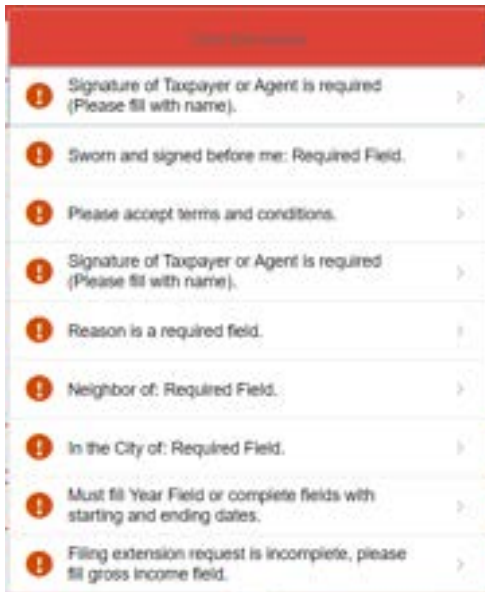 Signature of Taxpayer or Agent is required
(Please fill with name).
Sworn and signed before me: Required Field.
Please accept terms and conditions.
Signature of Taxpayer or Agent is required
(Please fill with name).
Reason is a required field.
Neighbor of: Required Field.
In the City of: Required Field.
Must fill Year Field or complete fields with
starting and ending dates.
Filing extension request is incomplete, please
fill gross income field.